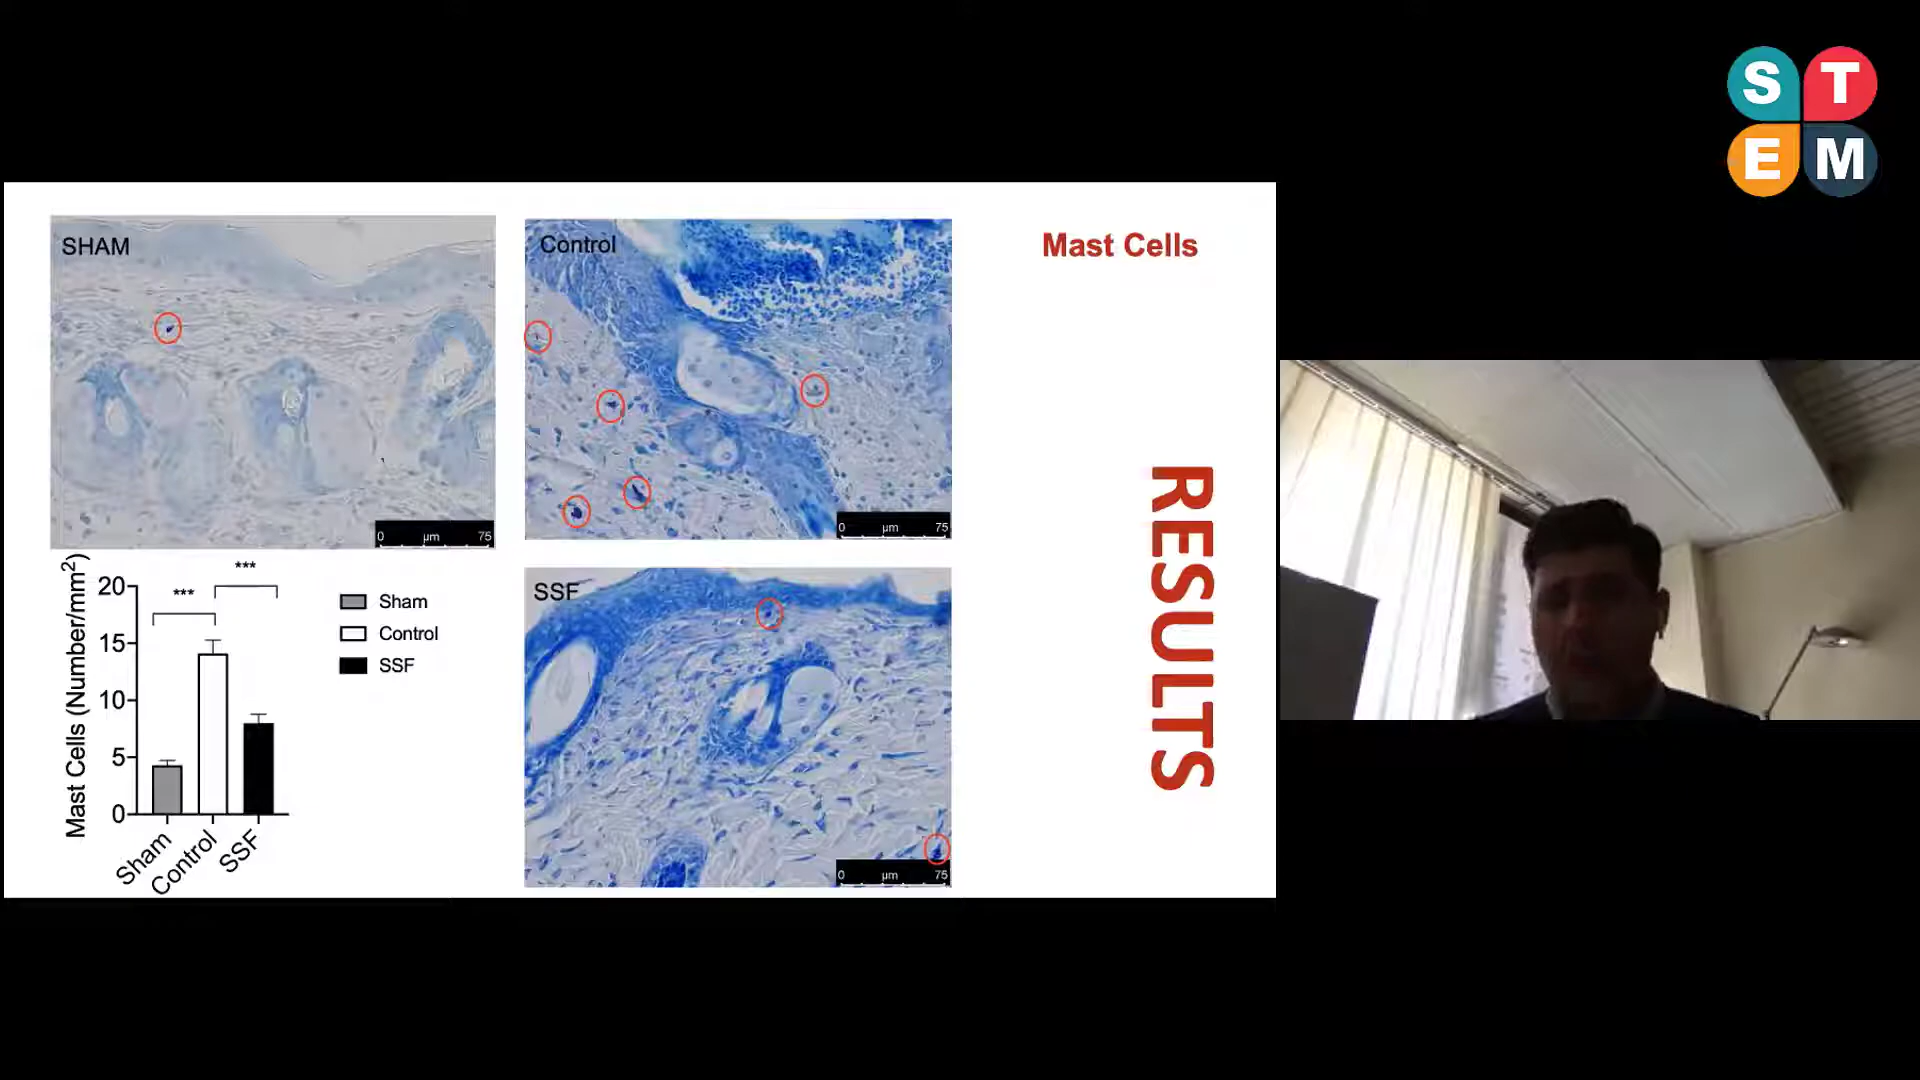 S T
E M
Mast Cells
SHAM
0 µm 75
Control
0 µm 75
SSF
0 µm 75
Mast Cells (Number/mm²)
20
15
10
5
0
***
***
Sham
Control
SSF
Sham
Control
SSF
RESULTS